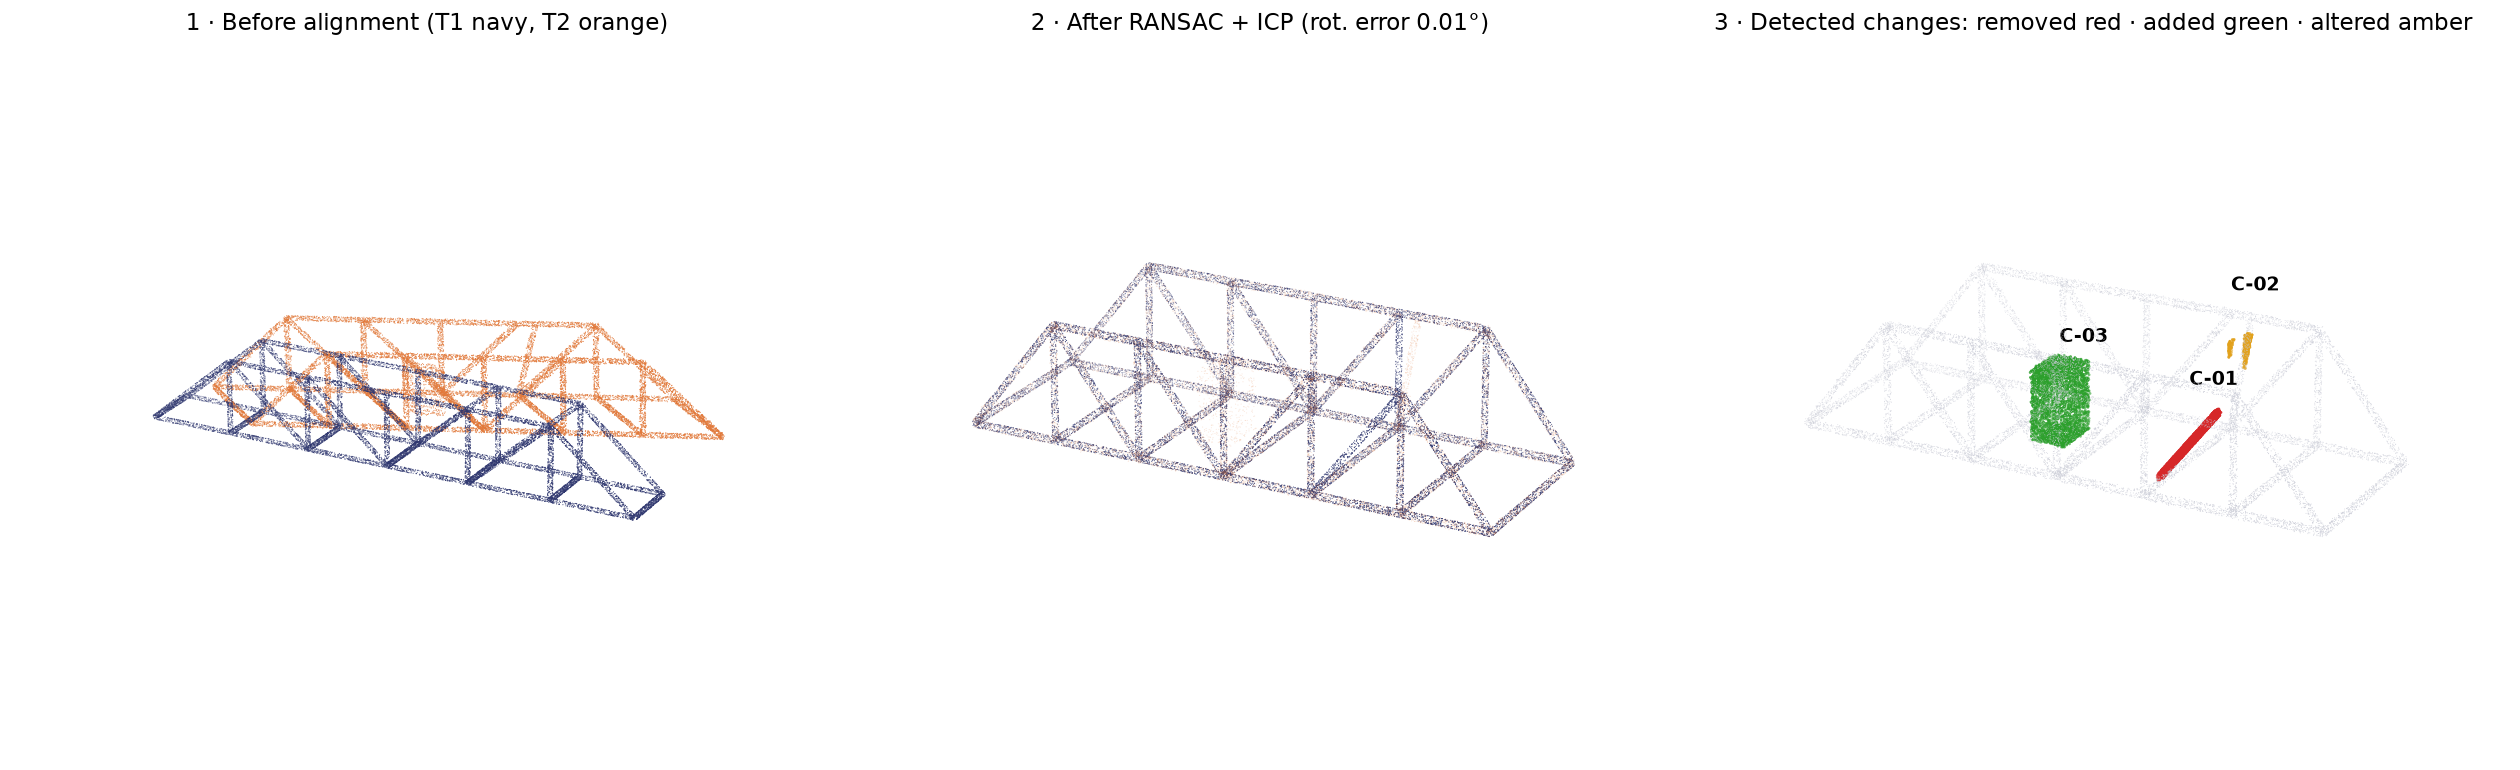 1 · Before alignment (T1 navy, T2 orange)
2 · After RANSAC + ICP (rot. error 0.01°)
3 · Detected changes: removed red · added green · altered amber
C-02
C-03
C-01